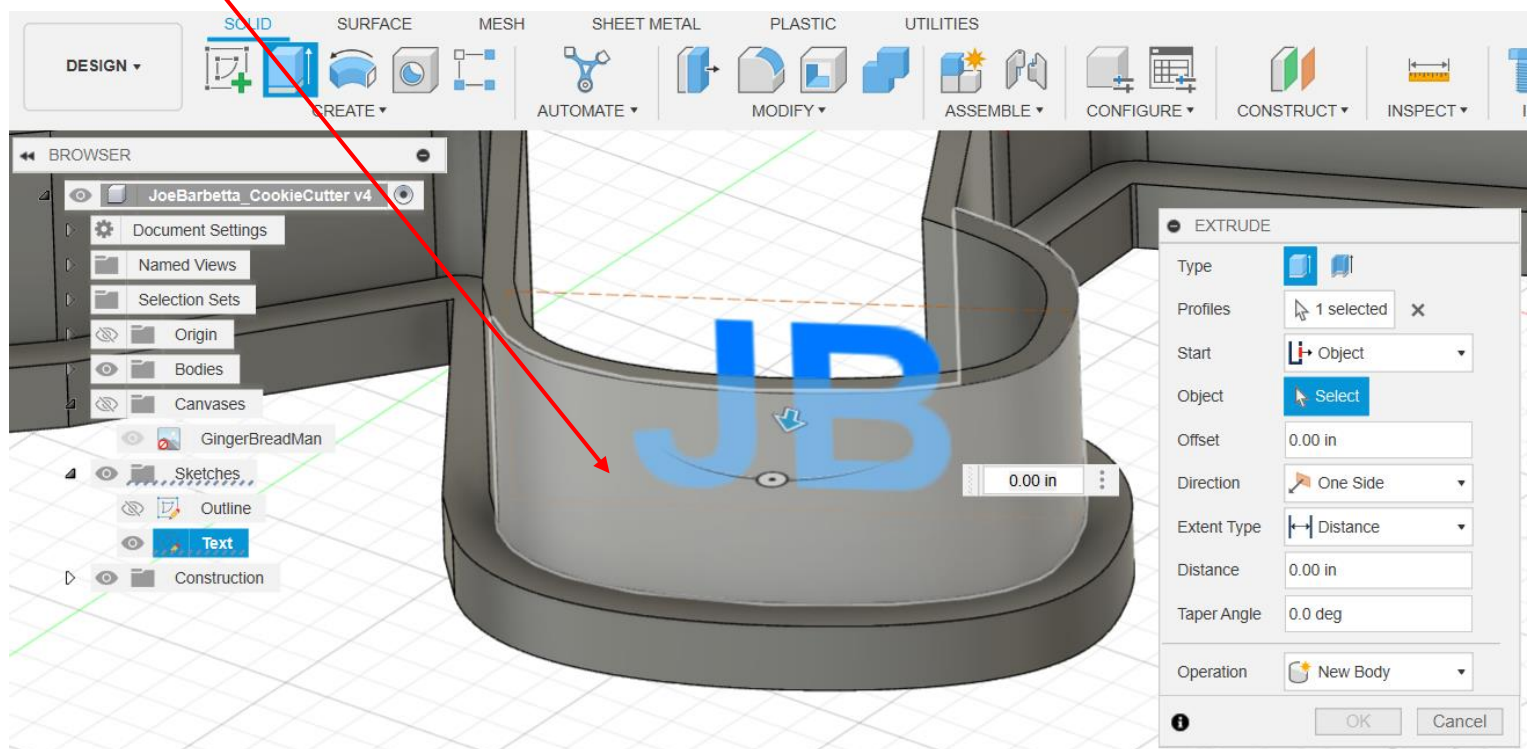 SOLID SURFACE MESH SHEET METAL PLASTIC UTILITIES
DESIGN
CREATE AUTOMATE MODIFY ASSEMBLE CONFIGURE CONSTRUCT INSPECT I
BROWSER
JoeBarbetta_CookieCutter v4
Document Settings
Named Views
Selection Sets
Origin
Bodies
Canvases
GingerBreadMan
Sketches
Outline
Text
Construction
JB
0.00 in
EXTRUDE
Type
Profiles 1 selected
Start Object
Object Select
Offset 0.00 in
Direction One Side
Extent Type Distance
Distance 0.00 in
Taper Angle 0.0 deg
Operation New Body
OK Cancel